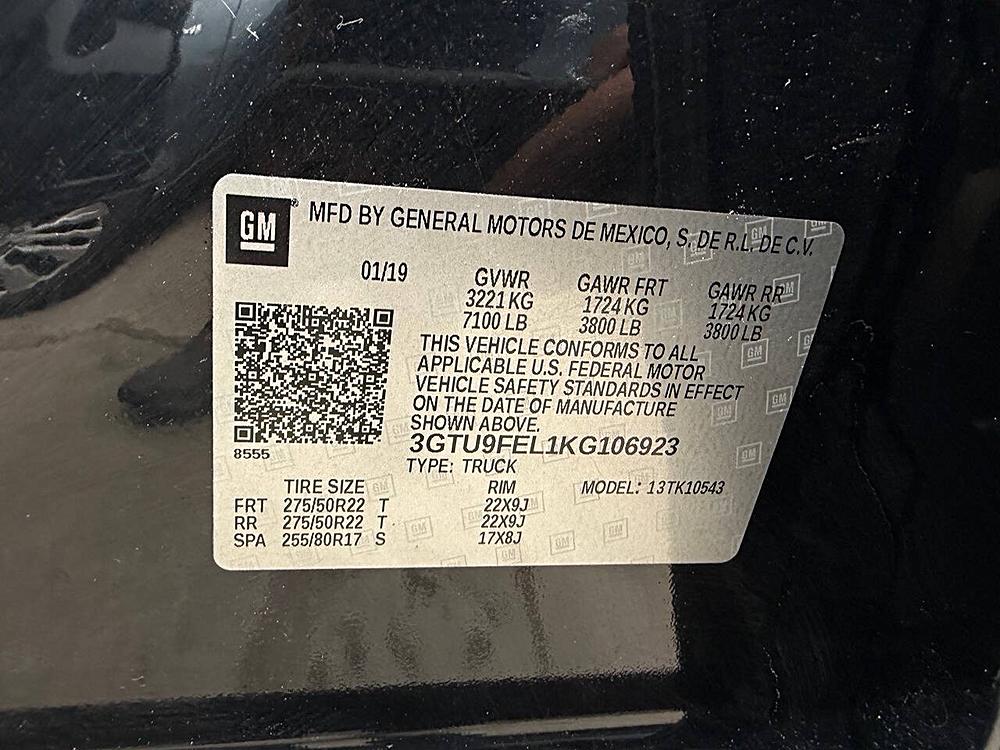 GM MFD BY GENERAL MOTORS DE MEXICO, S. DE R.L. DE C.V.
01/19 GVWR GAWR FRT GAWR RR
3221 KG 1724 KG 1724 KG
7100 LB 3800 LB 3800 LB
THIS VEHICLE CONFORMS TO ALL
APPLICABLE U.S. FEDERAL MOTOR
VEHICLE SAFETY STANDARDS IN EFFECT
ON THE DATE OF MANUFACTURE
SHOWN ABOVE.
3GTU9FEL1KG106923
8555
TYPE: TRUCK
TIRE SIZE RIM MODEL: 13TK10543
FRT 275/50R22 T 22X9J
RR 275/50R22 T 22X9J
SPA 255/80R17 S 17X8J